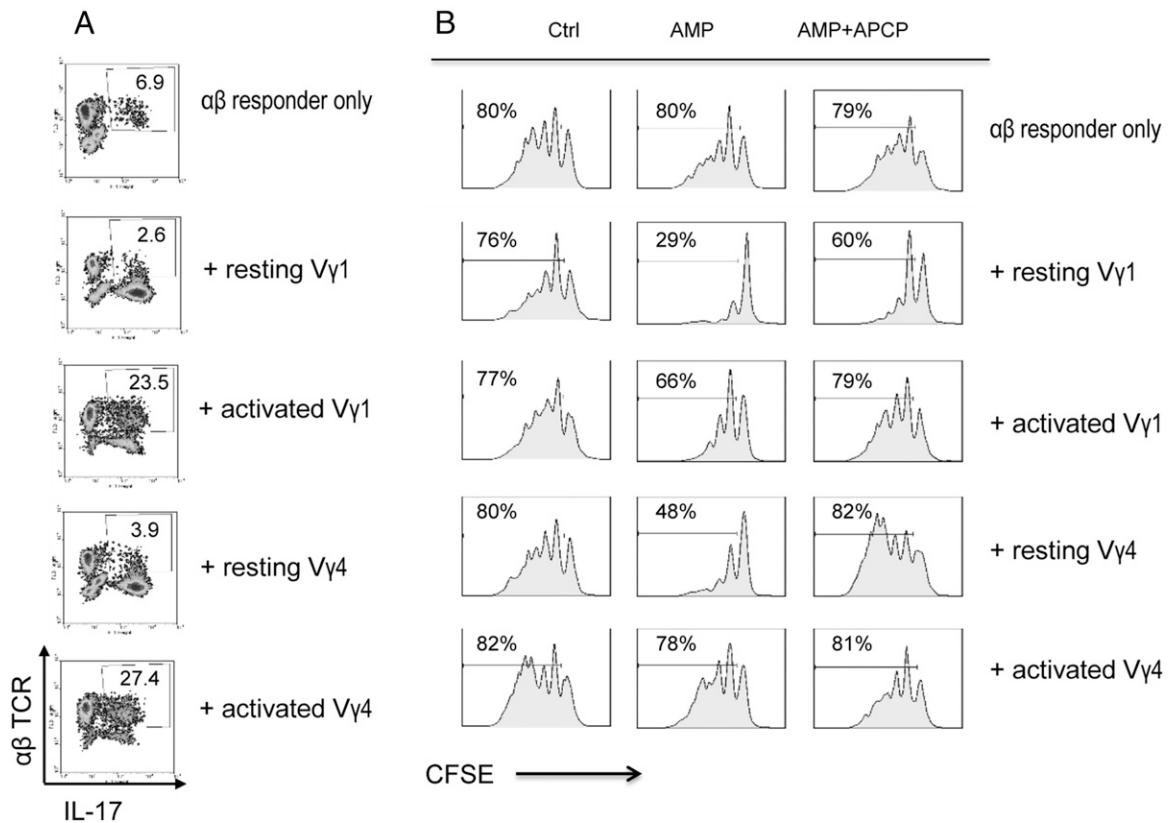 A
6.9
αβ responder only
2.6
+ resting Vγ1
23.5
+ activated Vγ1
3.9
+ resting Vγ4
27.4
+ activated Vγ4
αβ TCR
IL-17
B
Ctrl AMP AMP+APCP
80% 80% 79% αβ responder only
76% 29% 60% + resting Vγ1
77% 66% 79% + activated Vγ1
80% 48% 82% + resting Vγ4
82% 78% 81% + activated Vγ4
CFSE